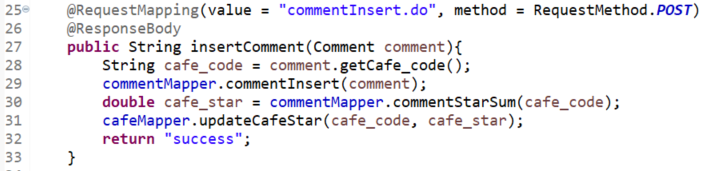 25 @RequestMapping(value = "commentInsert.do", method = RequestMethod.POST)
26 @ResponseBody
27 public String insertComment(Comment comment){
28 String cafe_code = comment.getCafe_code();
29 commentMapper.commentInsert(comment);
30 double cafe_star = commentMapper.commentStarSum(cafe_code);
31 cafeMapper.updateCafeStar(cafe_code, cafe_star);
32 return "success";
33 }